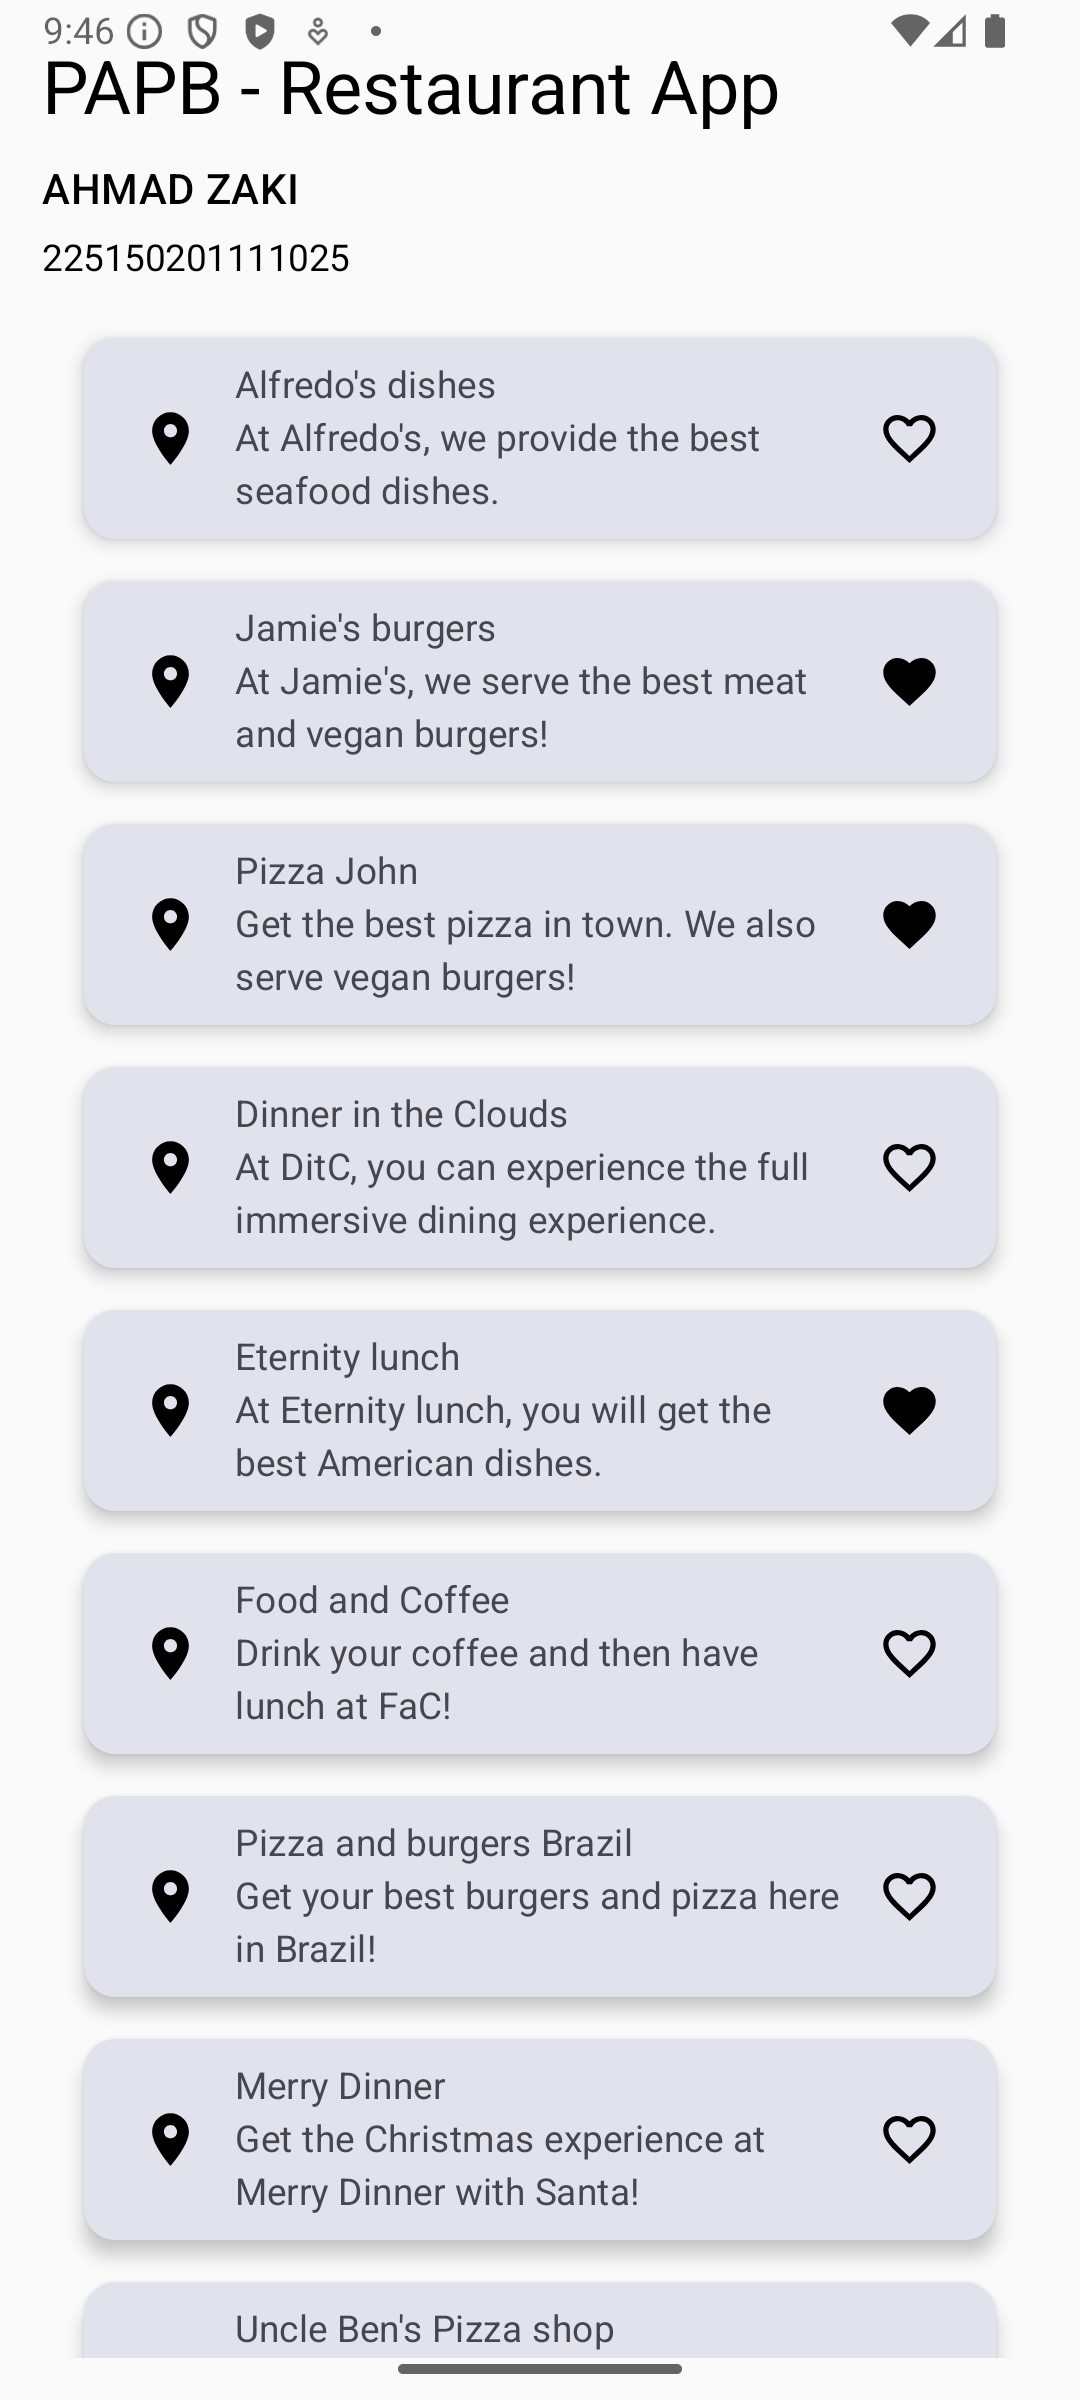 9:46
PAPB - Restaurant App
AHMAD ZAKI
225150201111025
Alfredo's dishes
At Alfredo's, we provide the best
seafood dishes.
Jamie's burgers
At Jamie's, we serve the best meat
and vegan burgers!
Pizza John
Get the best pizza in town. We also
serve vegan burgers!
Dinner in the Clouds
At DitC, you can experience the full
immersive dining experience.
Eternity lunch
At Eternity lunch, you will get the
best American dishes.
Food and Coffee
Drink your coffee and then have
lunch at FaC!
Pizza and burgers Brazil
Get your best burgers and pizza here
in Brazil!
Merry Dinner
Get the Christmas experience at
Merry Dinner with Santa!
Uncle Ben's Pizza shop